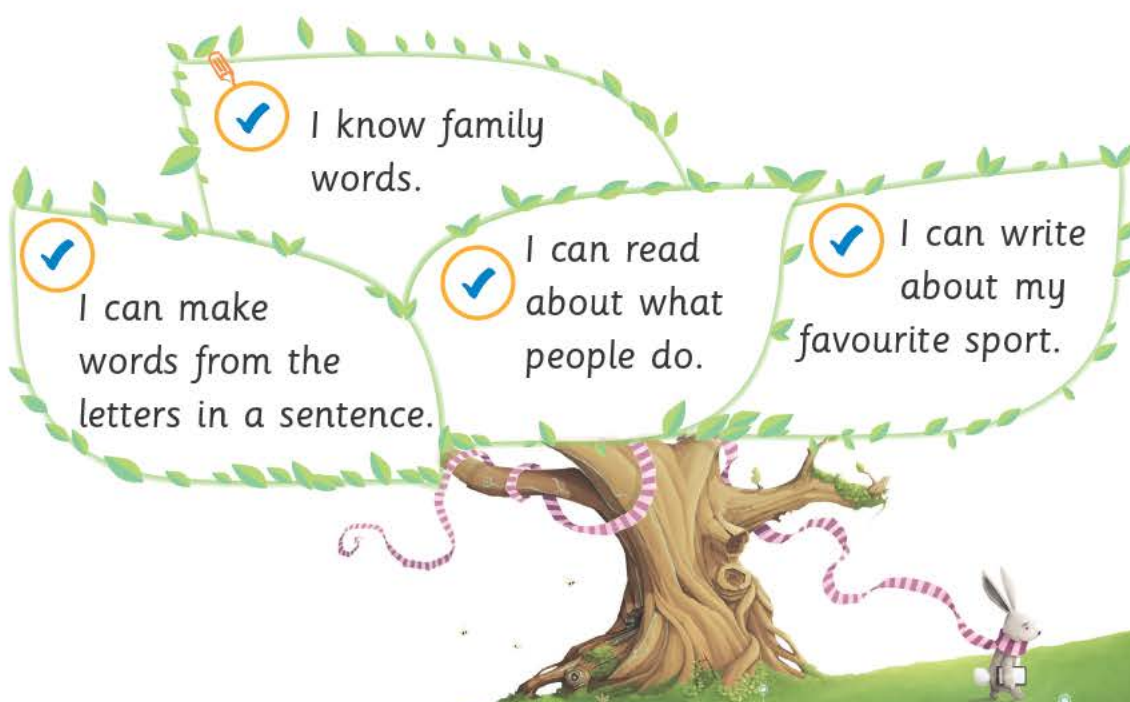 I know family
words.
I can make
words from the
letters in a sentence.
I can read
about what
people do.
I can write
about my
favourite sport.